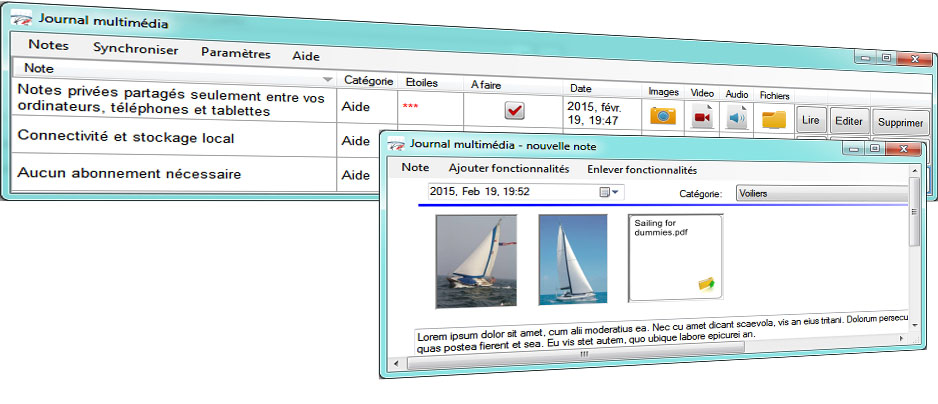 Journal multimédia
Notes Synchroniser Paramètres Aide
Note Catégorie Etoiles A faire Date Images Video Audio Fichiers
Notes privées partagés seulement entre vos
ordinateurs, téléphones et tablettes
Aide *** 2015, févr.
19, 19:47
Lire Editer Supprimer
Connectivité et stockage local Aide
Aucun abonnement nécessaire Aide
Journal multimédia - nouvelle note
Note Ajouter fonctionnalités Enlever fonctionnalités
2015, Feb 19, 19:52 Catégorie: Voiliers
Sailing for
dummies.pdf
Lorem ipsum dolor sit amet, cum alii moderatius ea. Nec cu amet dicant scaevola, vis an eius tritani. Dolorum persecu
quas postea fierent et sea. Eu vis stet autem, quo ubique labore epicurei an.